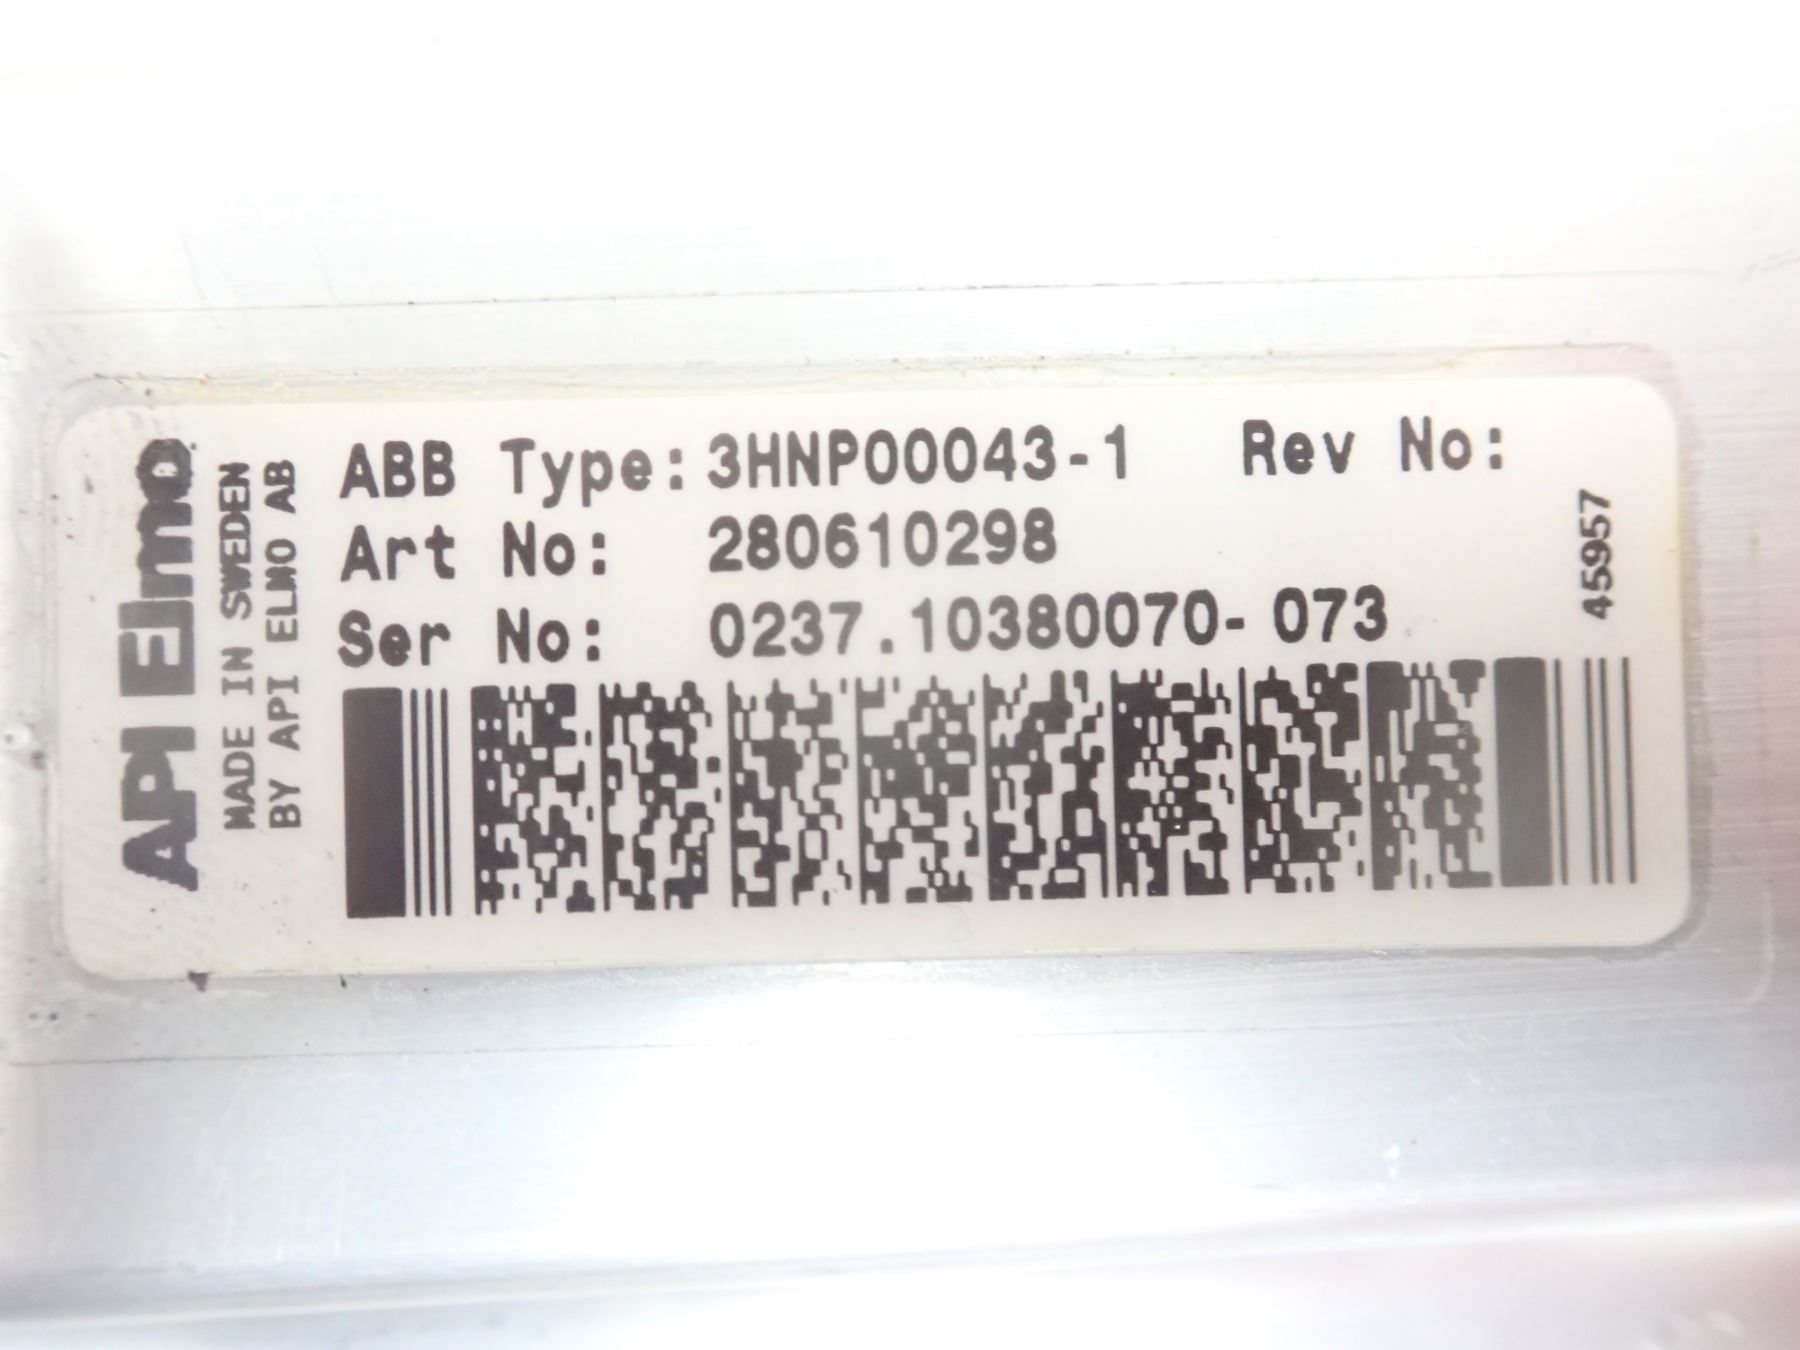 API Elmo
MADE IN SWEDEN
BY API ELMO AB
ABB Type: 3HNP00043-1 Rev No:
Art No: 280610298
Ser No: 0237.10380070-073
45957